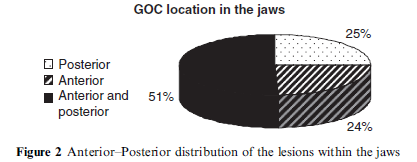 GOC location in the jaws
25%
Posterior
Anterior
Anterior and
posterior
51%
24%
Figure 2 Anterior–Posterior distribution of the lesions within the jaws